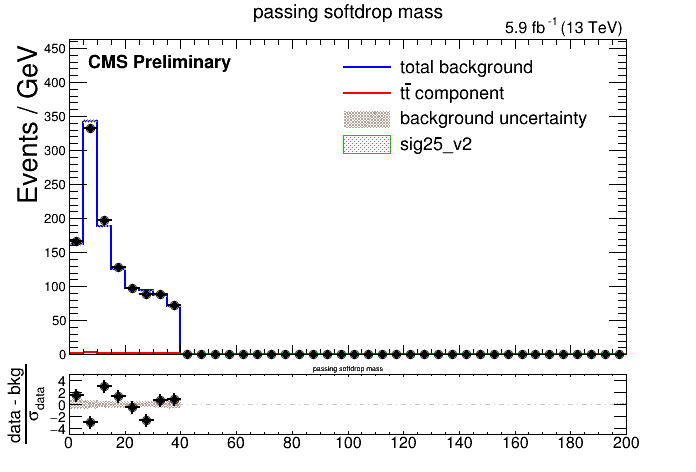 passing softdrop mass
5.9 fb⁻¹ (13 TeV)
Events / GeV
450
400
350
300
250
200
150
100
50
0
CMS Preliminary
total background
tt̄ component
background uncertainty
sig25_v2
passing softdrop mass
data - bkg
σ_data
4
2
0
−2
−4
0 20 40 60 80 100 120 140 160 180 200